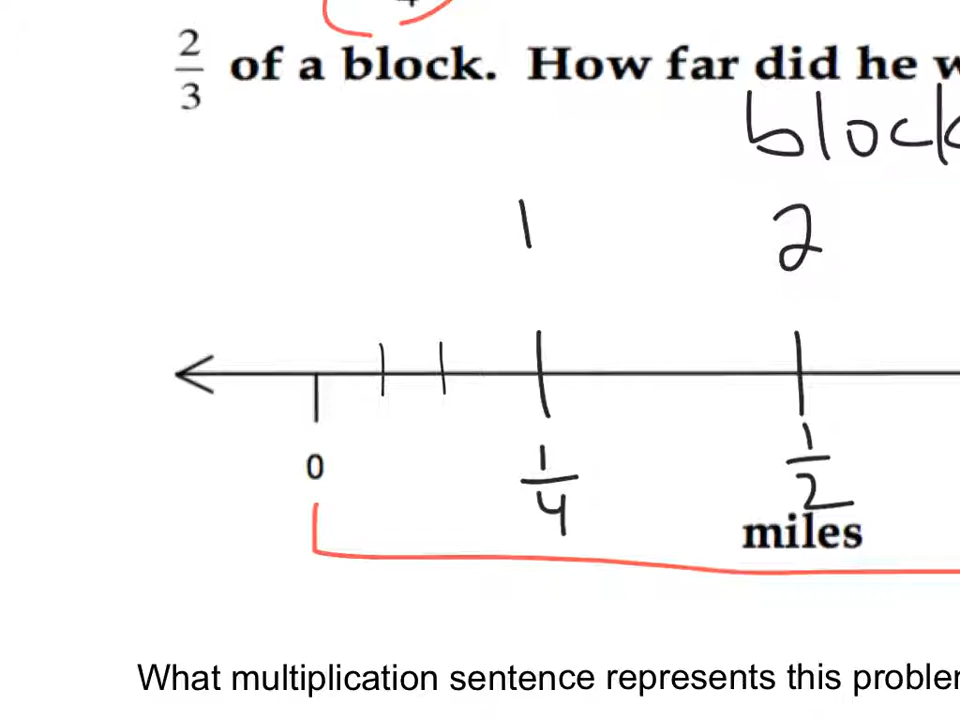 2/3 of a block. How far did he
block
1 2
0 1/4 1/2
miles
What multiplication sentence represents this